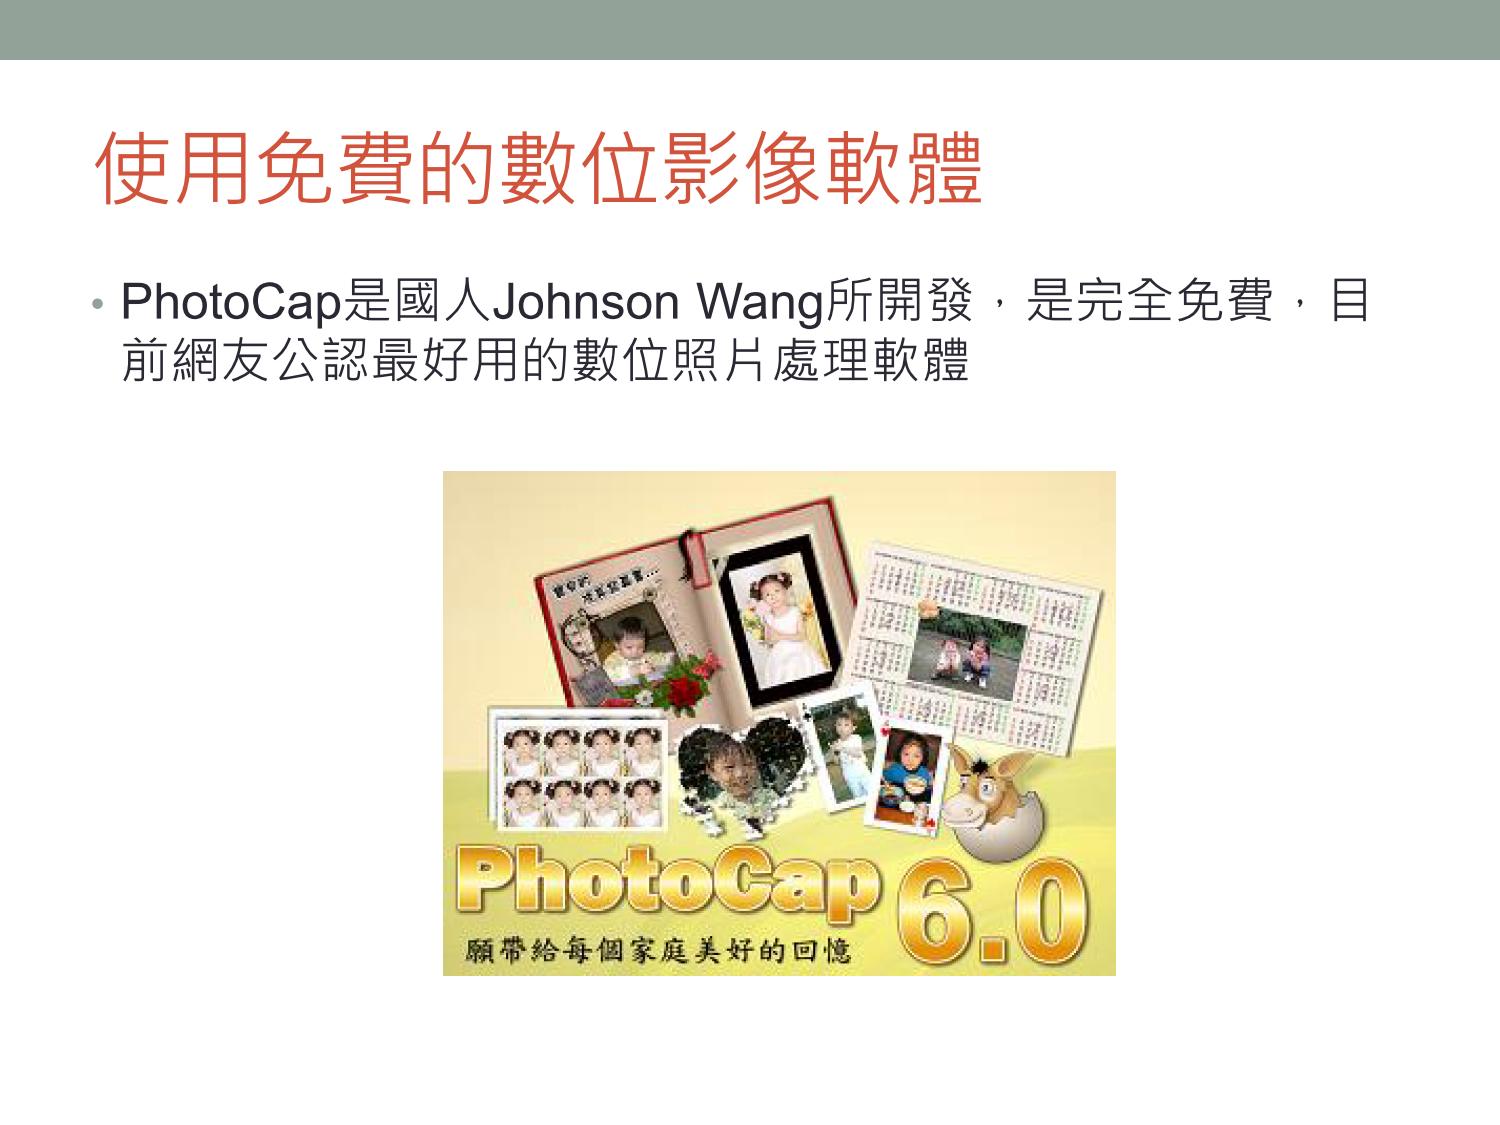 使用免費的數位影像軟體
• PhotoCap是國人Johnson Wang所開發，是完全免費，目
前網友公認最好用的數位照片處理軟體
PhotoCap 6.0
願帶給每個家庭美好的回憶